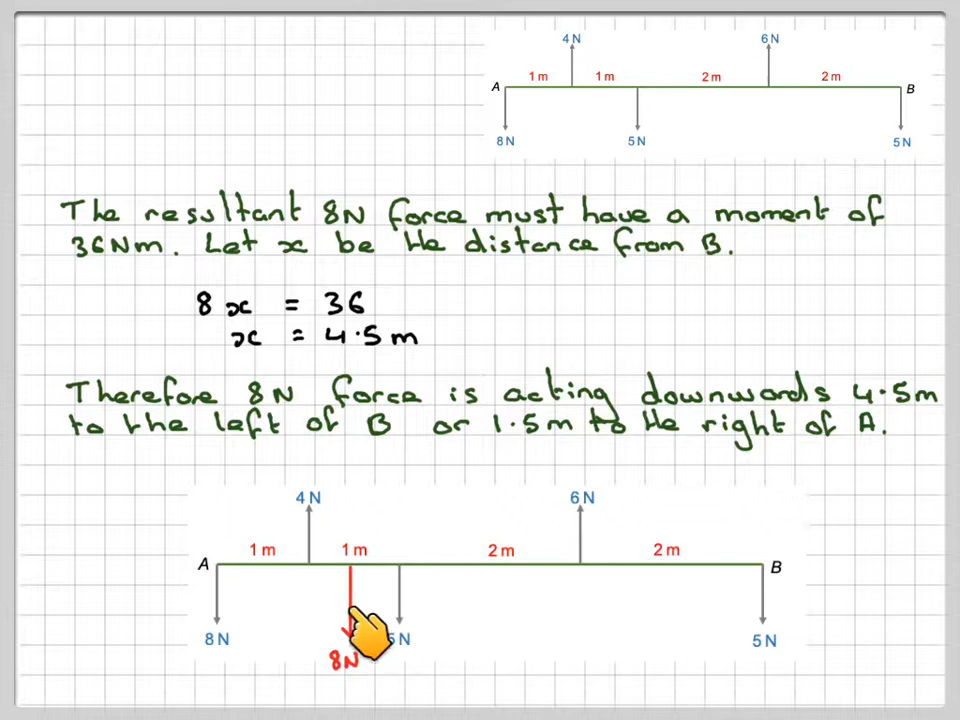 4 N 6 N
1 m 1 m 2 m 2 m
A B
8 N 5 N 5 N
The resultant 8N force must have a moment of
36Nm. Let x be the distance from B.
8 x = 36
x = 4.5 m
Therefore 8N force is acting downwards 4.5m
to the left of B or 1.5m to the right of A.
4 N 6 N
1 m 1 m 2 m 2 m
A B
8 N 5 N 5 N
8N